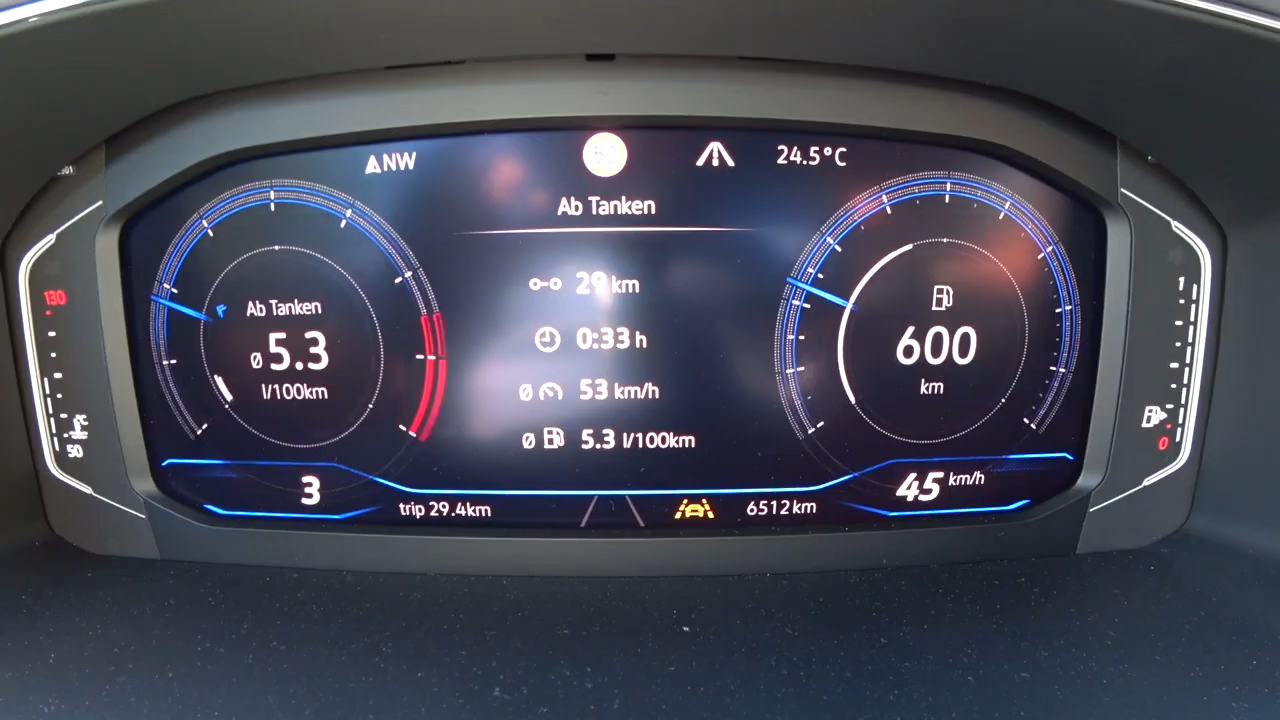 NW
24.5°C
Ab Tanken
29 km
0:33 h
Ø 53 km/h
Ø 5.3 l/100km
Ab Tanken
Ø 5.3
l/100km
600
km
130
50
1
0
3
trip 29.4km
6512 km
45 km/h